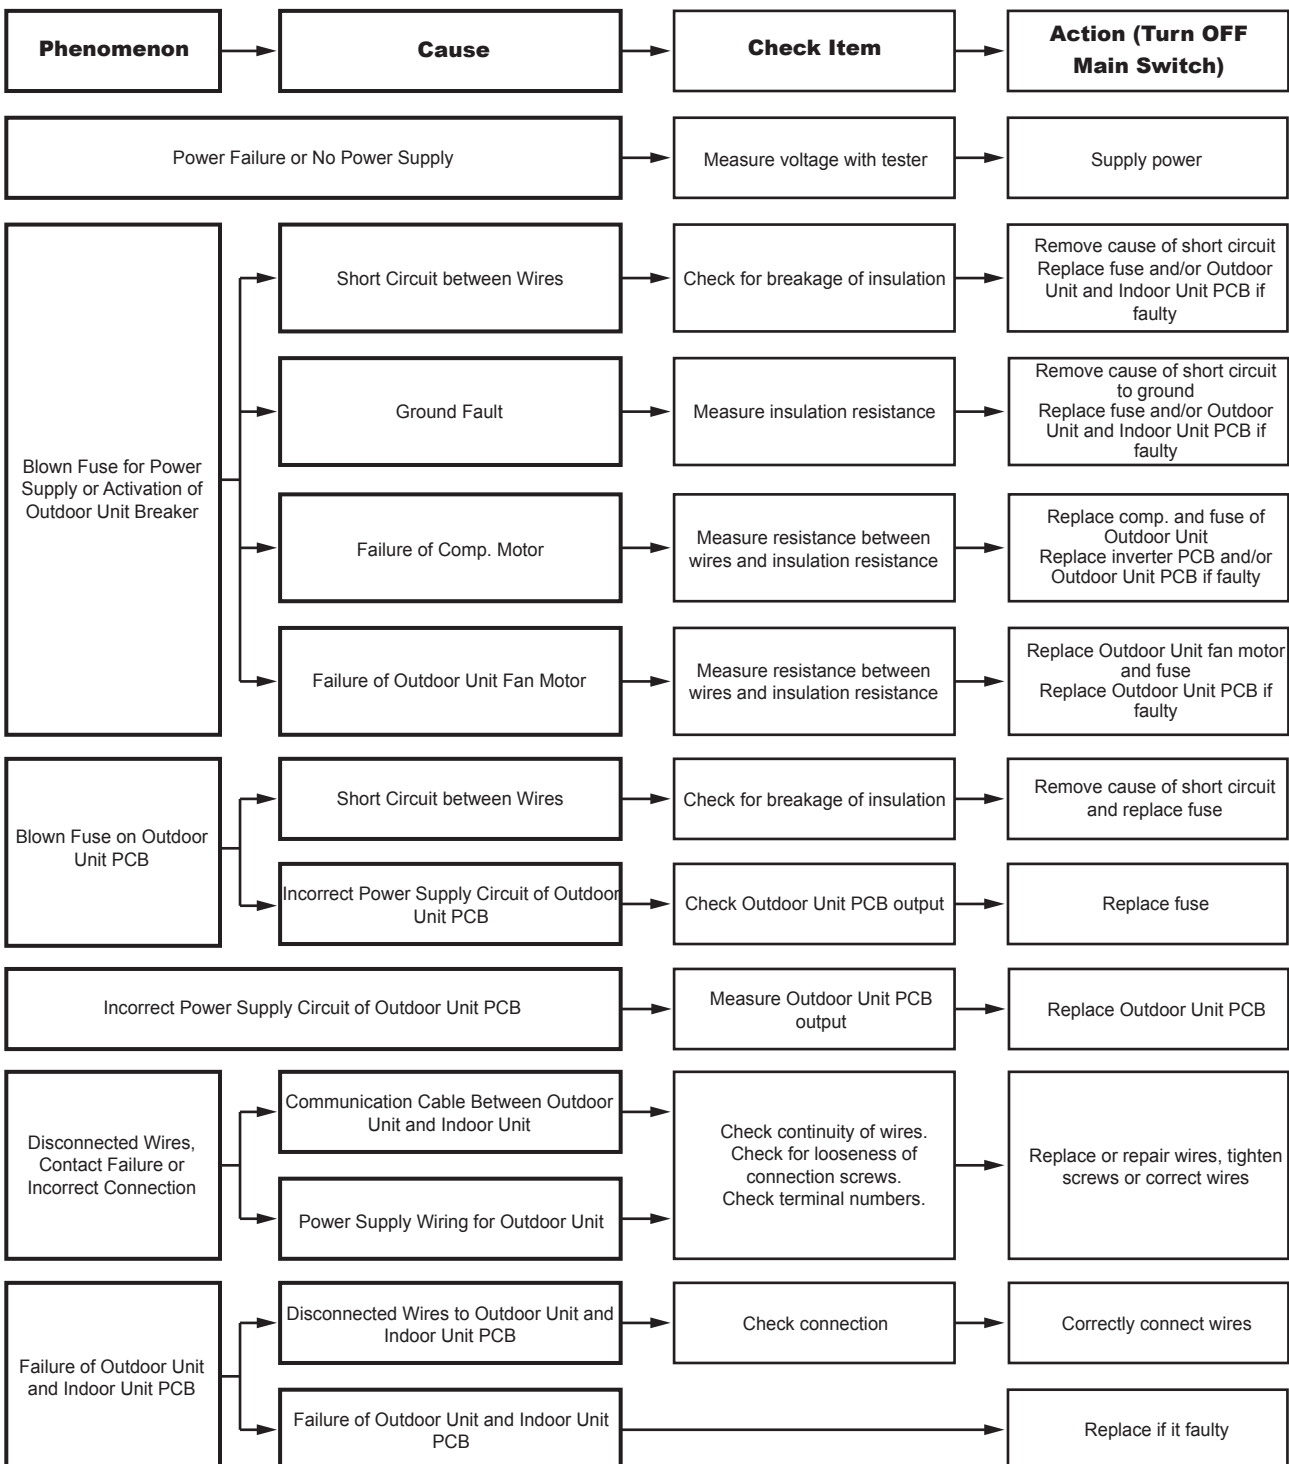 Phenomenon
Cause
Check Item
Action (Turn OFF
Main Switch)
Power Failure or No Power Supply
Measure voltage with tester
Supply power
Blown Fuse for Power
Supply or Activation of
Outdoor Unit Breaker
Short Circuit between Wires
Check for breakage of insulation
Remove cause of short circuit
Replace fuse and/or Outdoor
Unit and Indoor Unit PCB if
faulty
Ground Fault
Measure insulation resistance
Remove cause of short circuit
to ground
Replace fuse and/or Outdoor
Unit and Indoor Unit PCB if
faulty
Failure of Comp. Motor
Measure resistance between
wires and insulation resistance
Replace comp. and fuse of
Outdoor Unit
Replace inverter PCB and/or
Outdoor Unit PCB if faulty
Failure of Outdoor Unit Fan Motor
Measure resistance between
wires and insulation resistance
Replace Outdoor Unit fan motor
and fuse
Replace Outdoor Unit PCB if
faulty
Blown Fuse on Outdoor
Unit PCB
Short Circuit between Wires
Check for breakage of insulation
Remove cause of short circuit
and replace fuse
Incorrect Power Supply Circuit of Outdoor
Unit PCB
Check Outdoor Unit PCB output
Replace fuse
Incorrect Power Supply Circuit of Outdoor Unit PCB
Measure Outdoor Unit PCB
output
Replace Outdoor Unit PCB
Disconnected Wires,
Contact Failure or
Incorrect Connection
Communication Cable Between Outdoor
Unit and Indoor Unit
Power Supply Wiring for Outdoor Unit
Check continuity of wires.
Check for looseness of
connection screws.
Check terminal numbers.
Replace or repair wires, tighten
screws or correct wires
Failure of Outdoor Unit
and Indoor Unit PCB
Disconnected Wires to Outdoor Unit and
Indoor Unit PCB
Check connection
Correctly connect wires
Failure of Outdoor Unit and Indoor Unit
PCB
Replace if it faulty